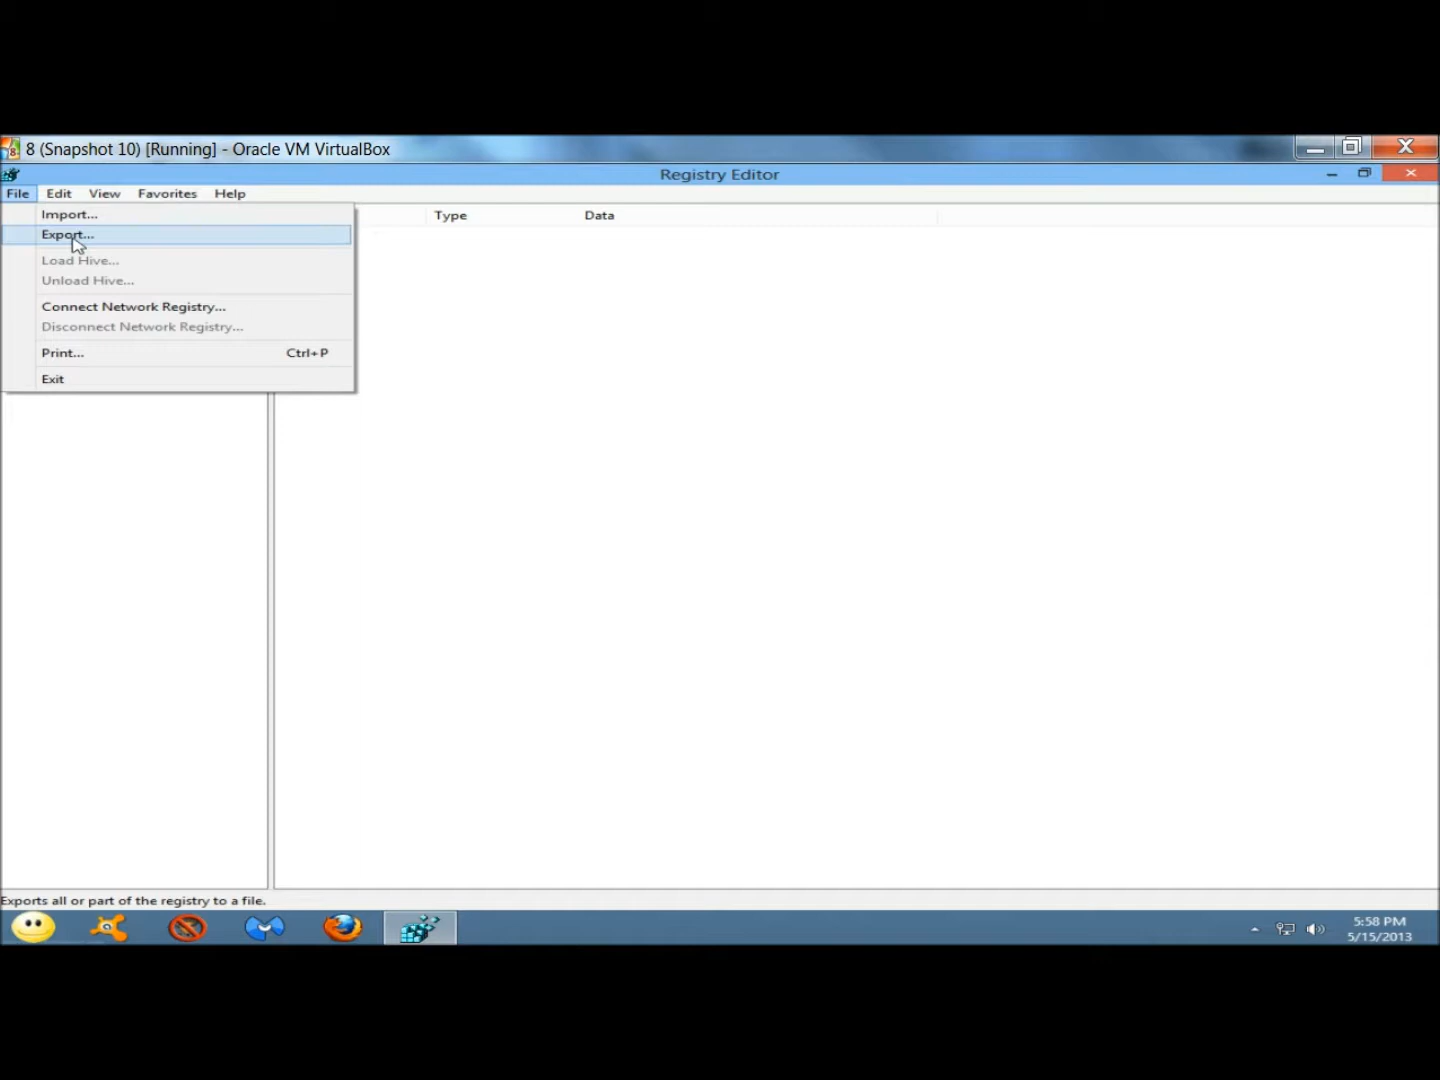 8 (Snapshot 10) [Running] - Oracle VM VirtualBox
Registry Editor
File Edit View Favorites Help
Import...
Type Data
Export...
Load Hive...
Unload Hive...
Connect Network Registry...
Disconnect Network Registry...
Print... Ctrl+P
Exit
Exports all or part of the registry to a file.
5:58 PM
5/15/2013